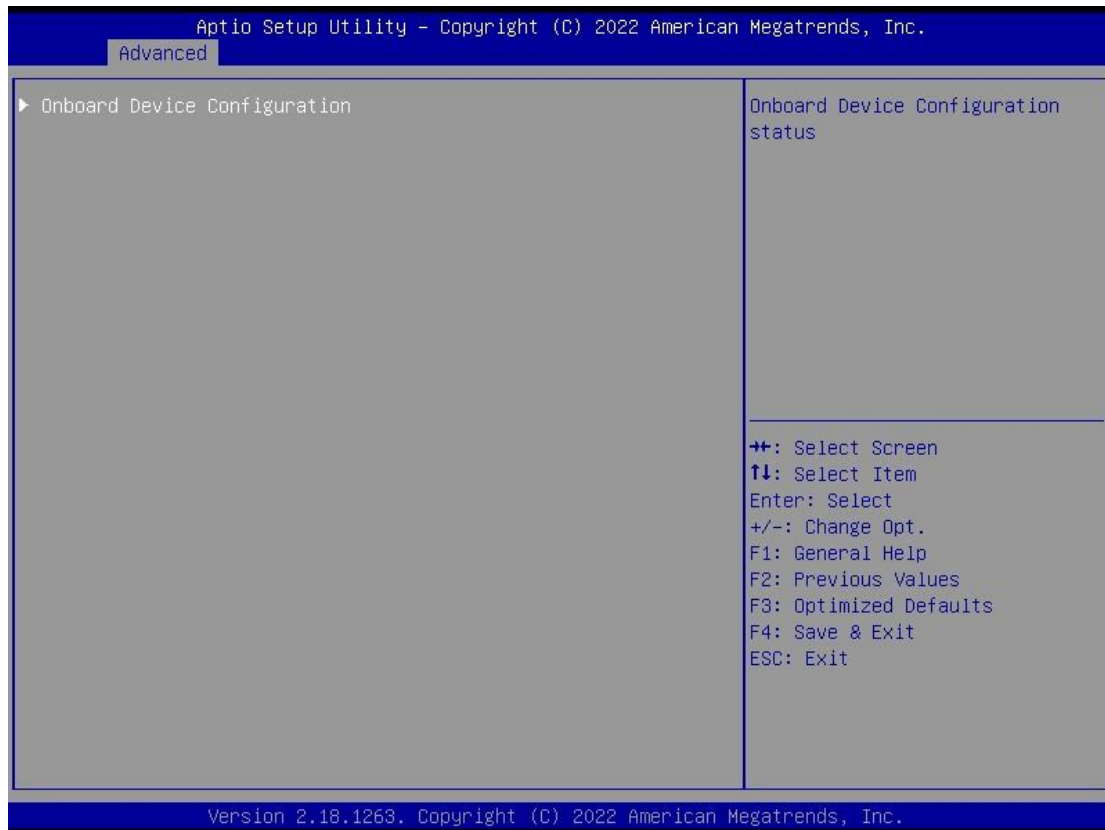 Aptio Setup Utility – Copyright (C) 2022 American Megatrends, Inc.
Advanced
▶ Onboard Device Configuration
Onboard Device Configuration
status
→←: Select Screen
↑↓: Select Item
Enter: Select
+/-: Change Opt.
F1: General Help
F2: Previous Values
F3: Optimized Defaults
F4: Save & Exit
ESC: Exit
Version 2.18.1263. Copyright (C) 2022 American Megatrends, Inc.